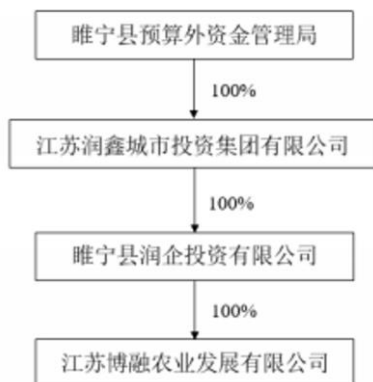 睢宁县预算外资金管理局
100%
江苏润鑫城市投资集团有限公司
100%
睢宁县润企投资有限公司
100%
江苏博融农业发展有限公司